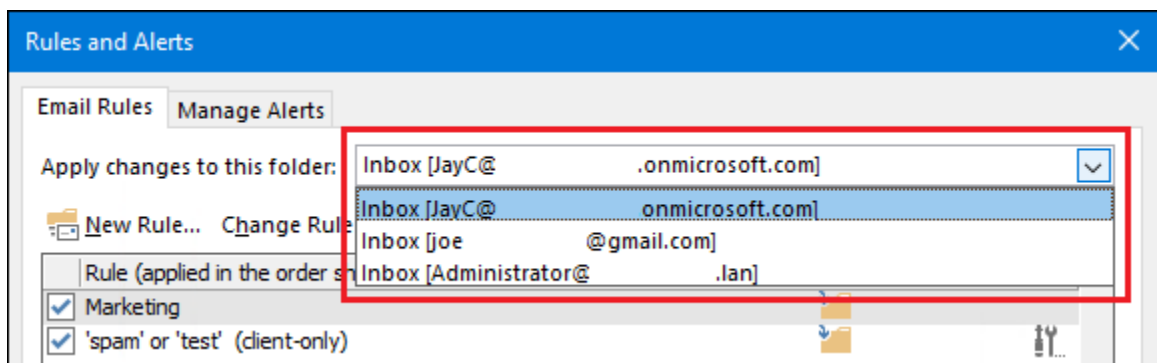 Rules and Alerts
Email Rules Manage Alerts
Apply changes to this folder: Inbox [JayC@ .onmicrosoft.com]
Inbox [JayC@ onmicrosoft.com]
New Rule... Change Rule
Inbox [joe @gmail.com]
Rule (applied in the order sh
Inbox [Administrator@ .lan]
Marketing
'spam' or 'test' (client-only)